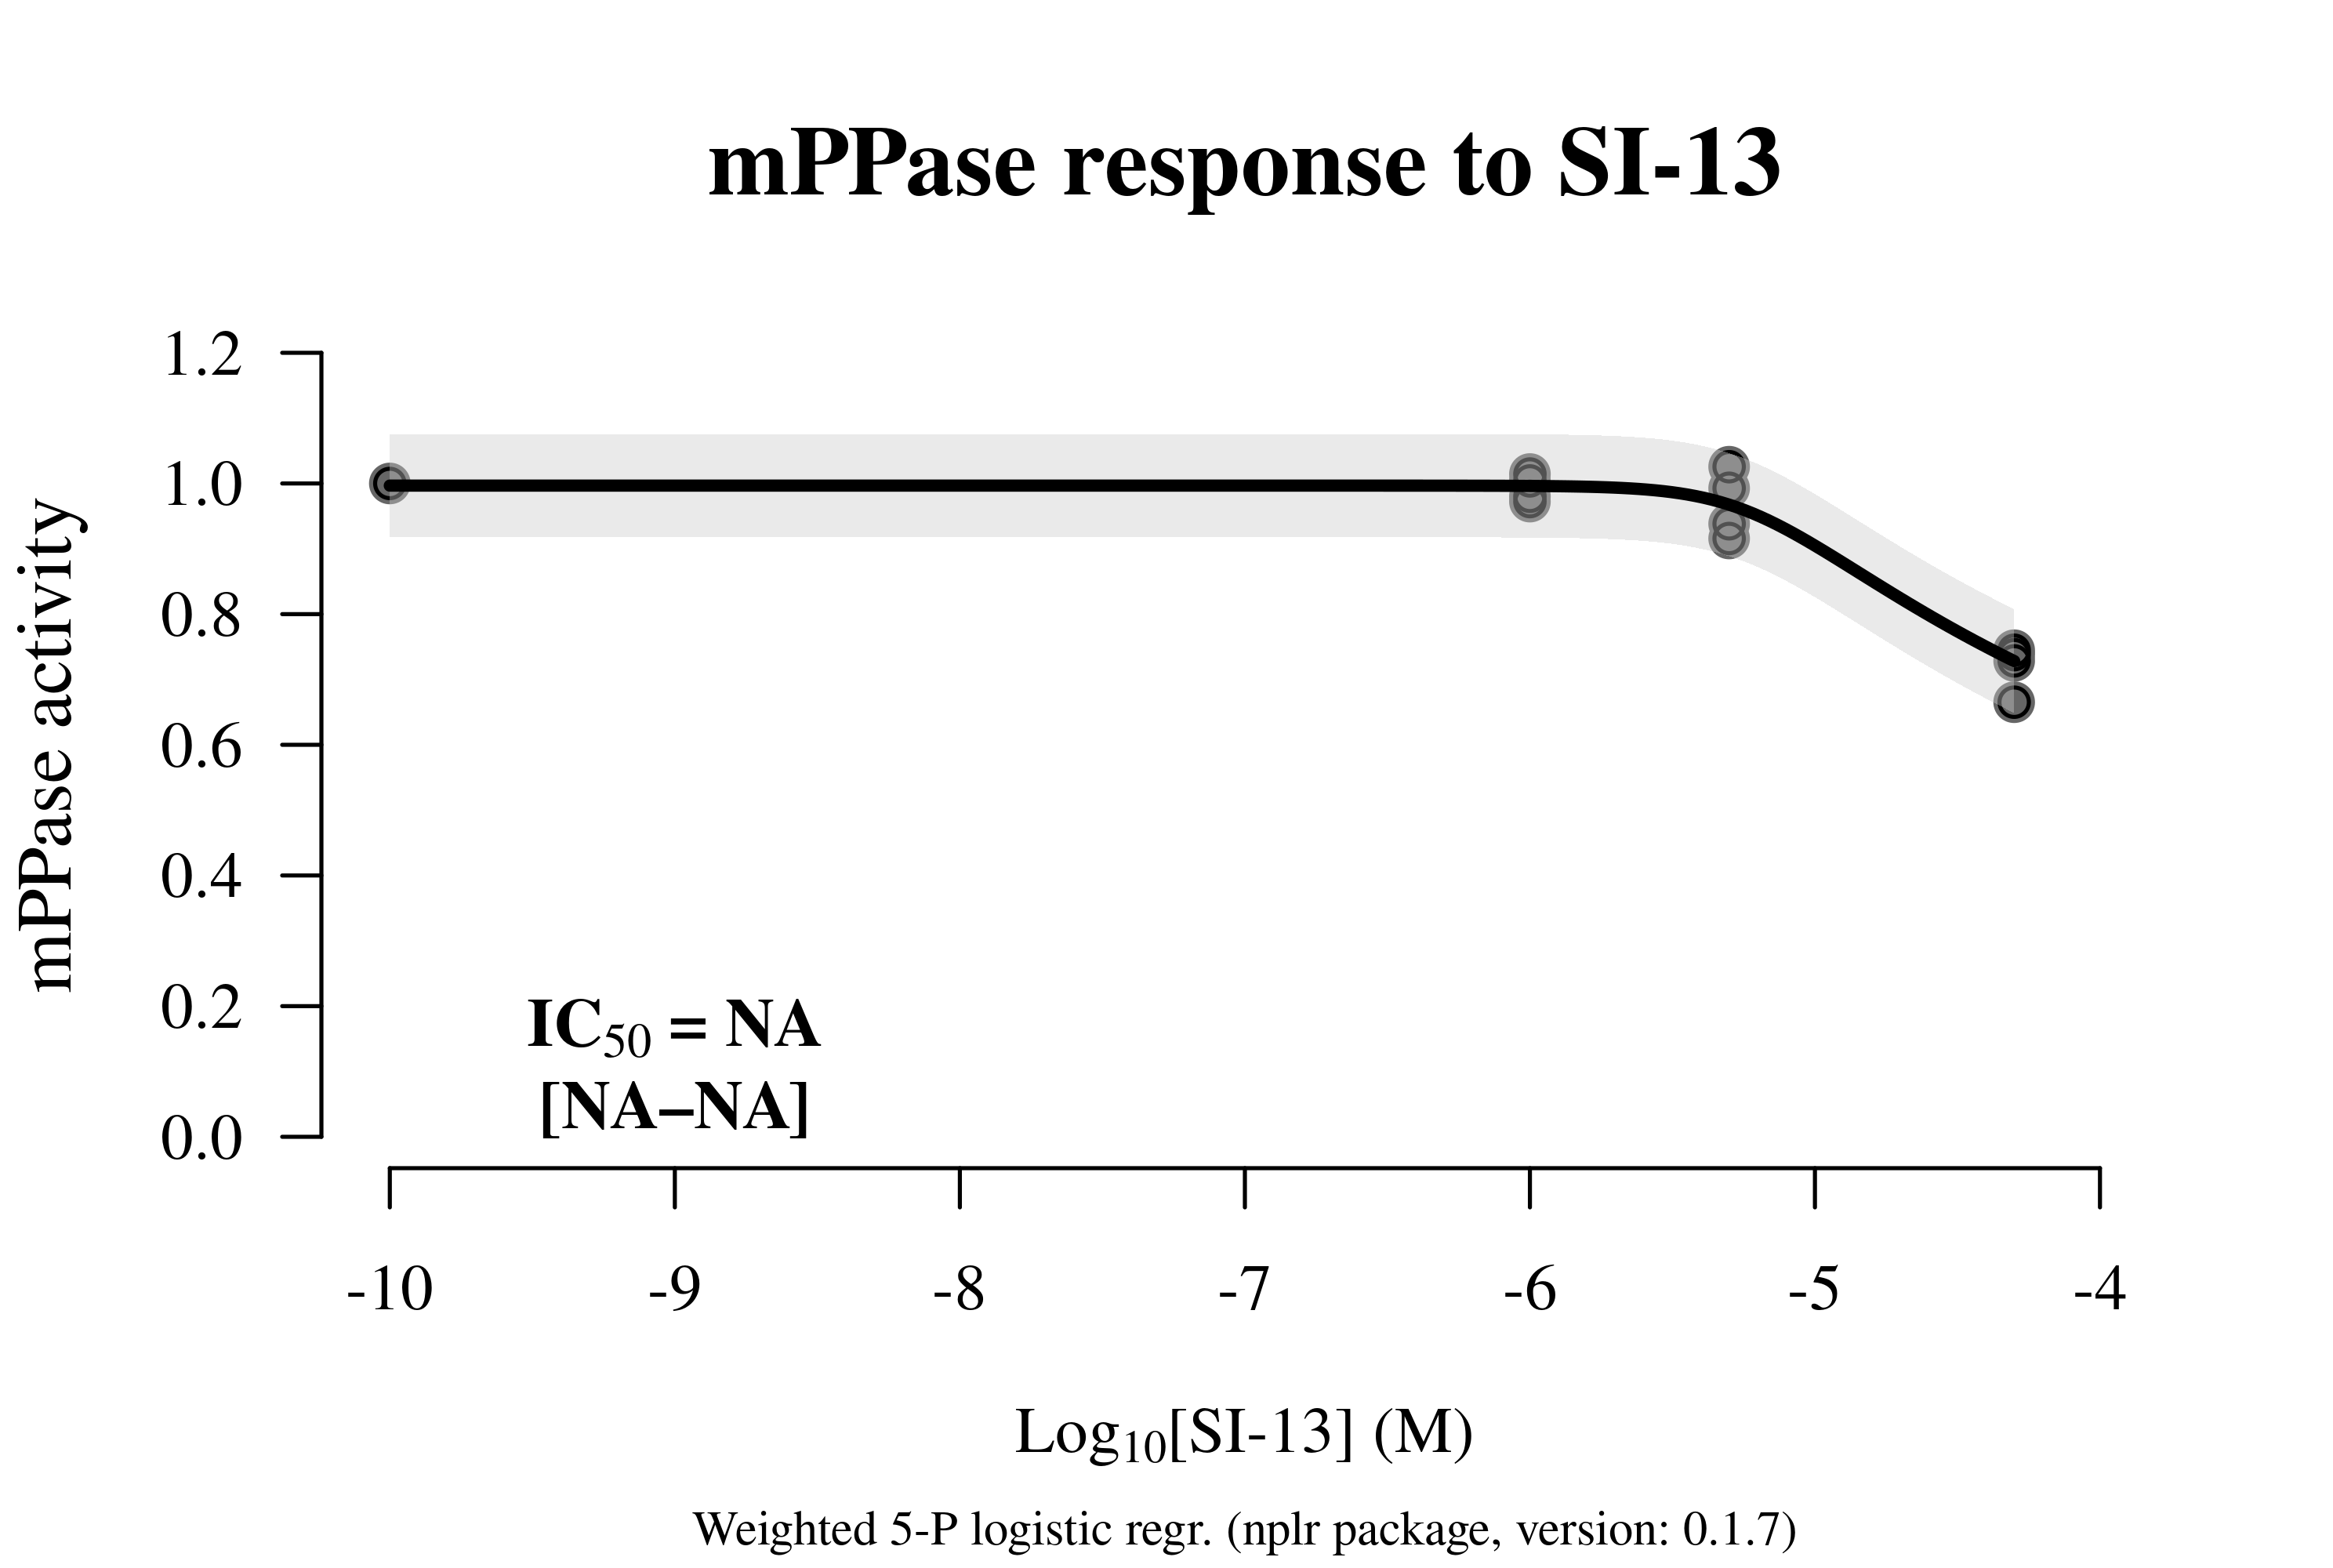 mPPase response to SI-13
mPPase activity
1.2
1.0
0.8
0.6
0.4
0.2
0.0
IC50 = NA
[NA–NA]
-10 -9 -8 -7 -6 -5 -4
Log10[SI-13] (M)
Weighted 5-P logistic regr. (nplr package, version: 0.1.7)